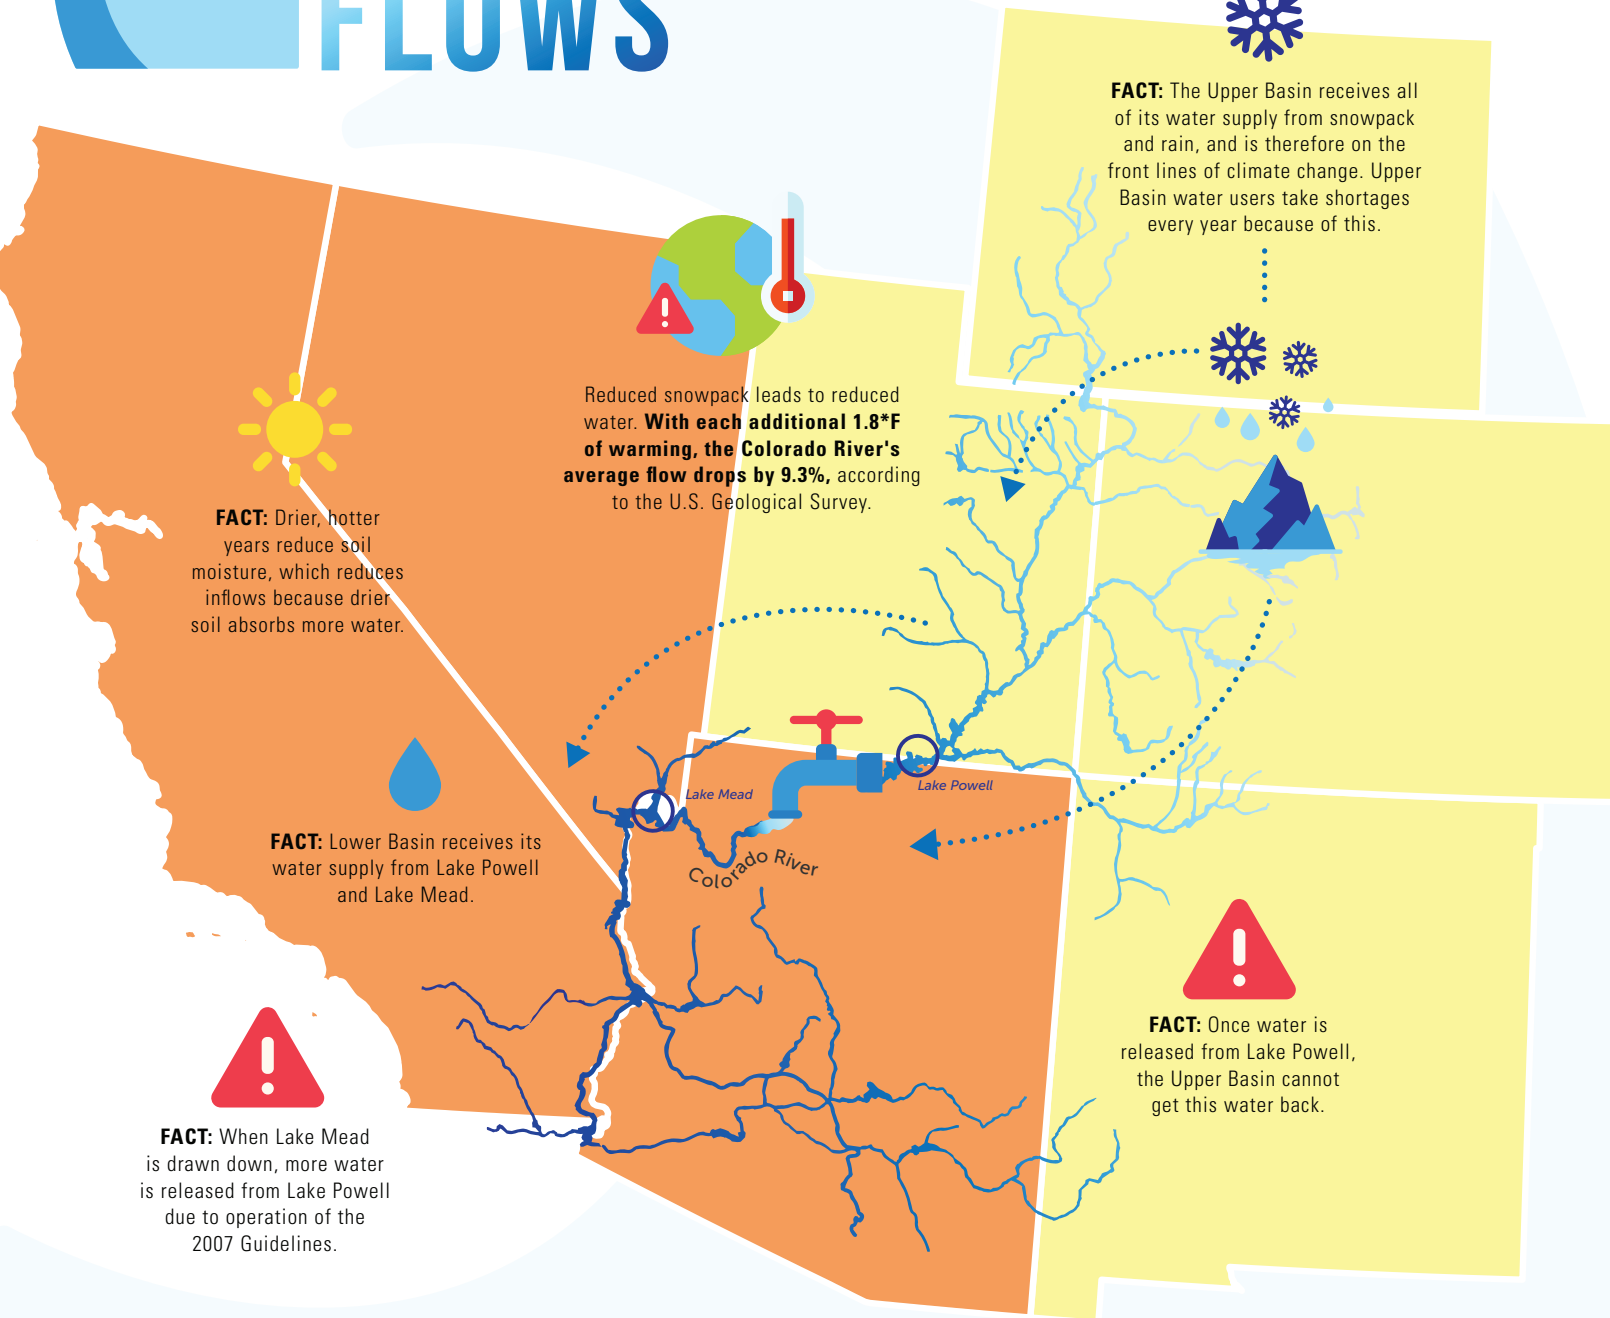 FLOWS
FACT: The Upper Basin receives all
of its water supply from snowpack
and rain, and is therefore on the
front lines of climate change. Upper
Basin water users take shortages
every year because of this.
Reduced snowpack leads to reduced
water. With each additional 1.8*F
of warming, the Colorado River's
average flow drops by 9.3%, according
to the U.S. Geological Survey.
FACT: Drier, hotter
years reduce soil
moisture, which reduces
inflows because drier
soil absorbs more water.
Lake Mead
Lake Powell
Colorado River
FACT: Lower Basin receives its
water supply from Lake Powell
and Lake Mead.
FACT: Once water is
released from Lake Powell,
the Upper Basin cannot
get this water back.
FACT: When Lake Mead
is drawn down, more water
is released from Lake Powell
due to operation of the
2007 Guidelines.